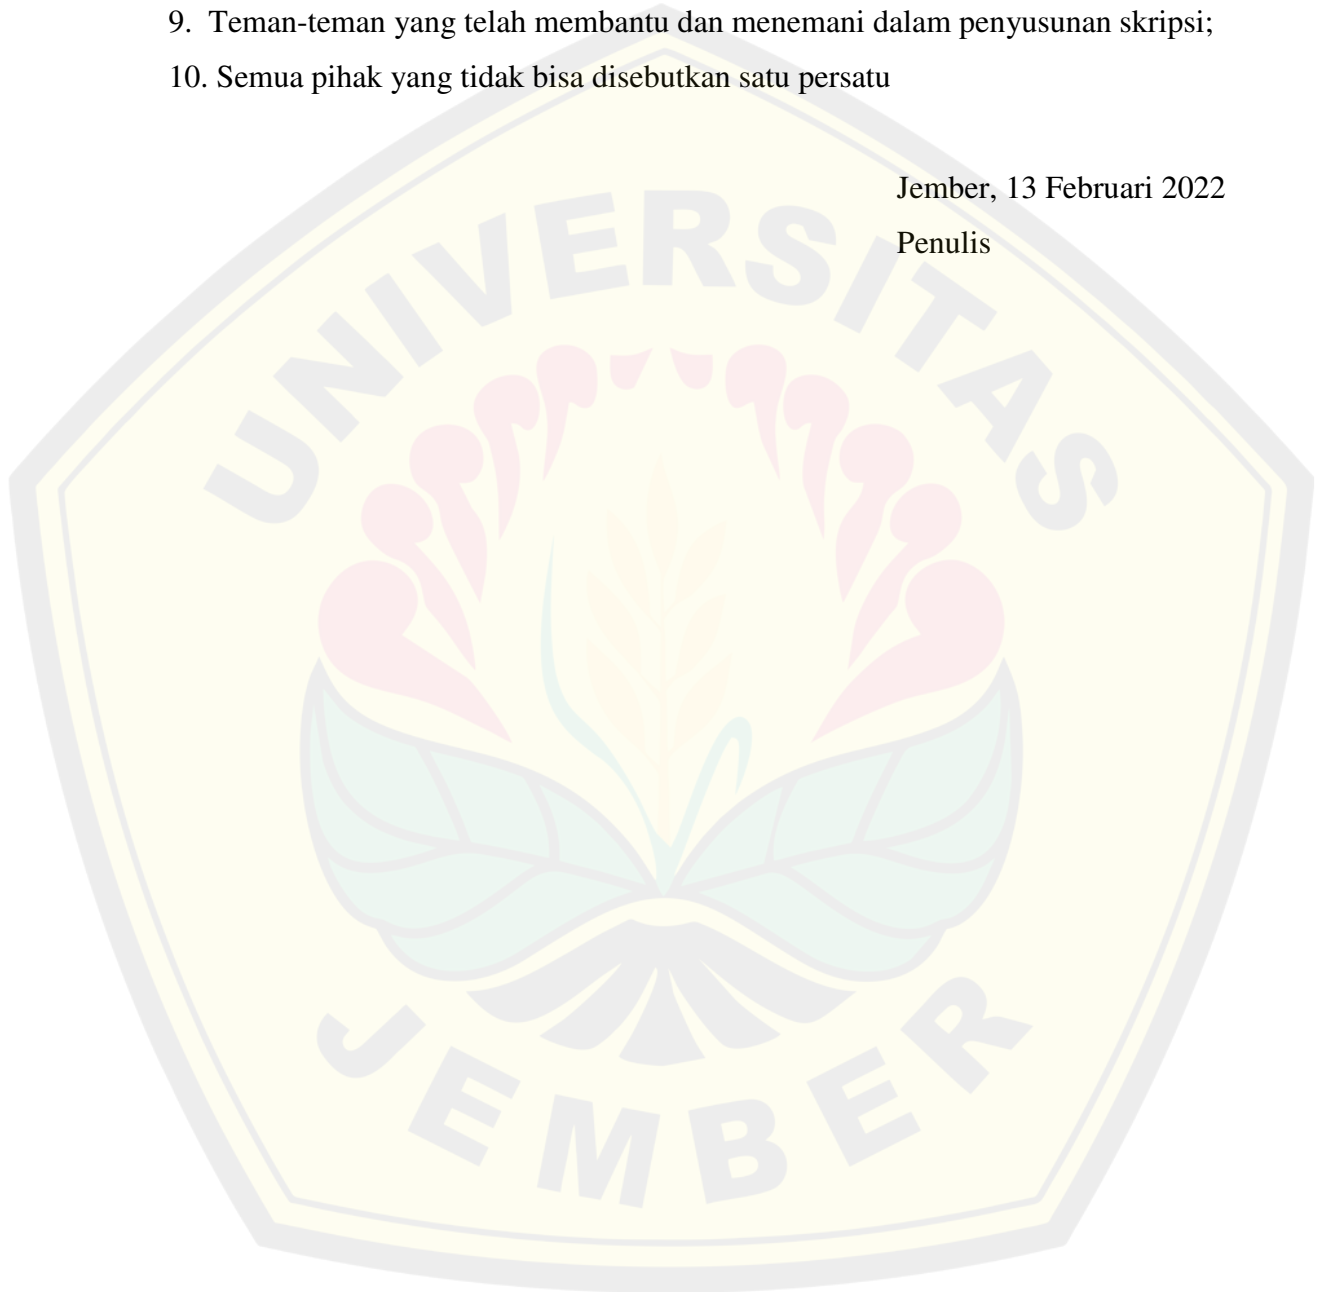 9. Teman-teman yang telah membantu dan menemani dalam penyusunan skripsi;
10. Semua pihak yang tidak bisa disebutkan satu persatu
Jember, 13 Februari 2022
Penulis
UNIVERSITAS
JEMBER